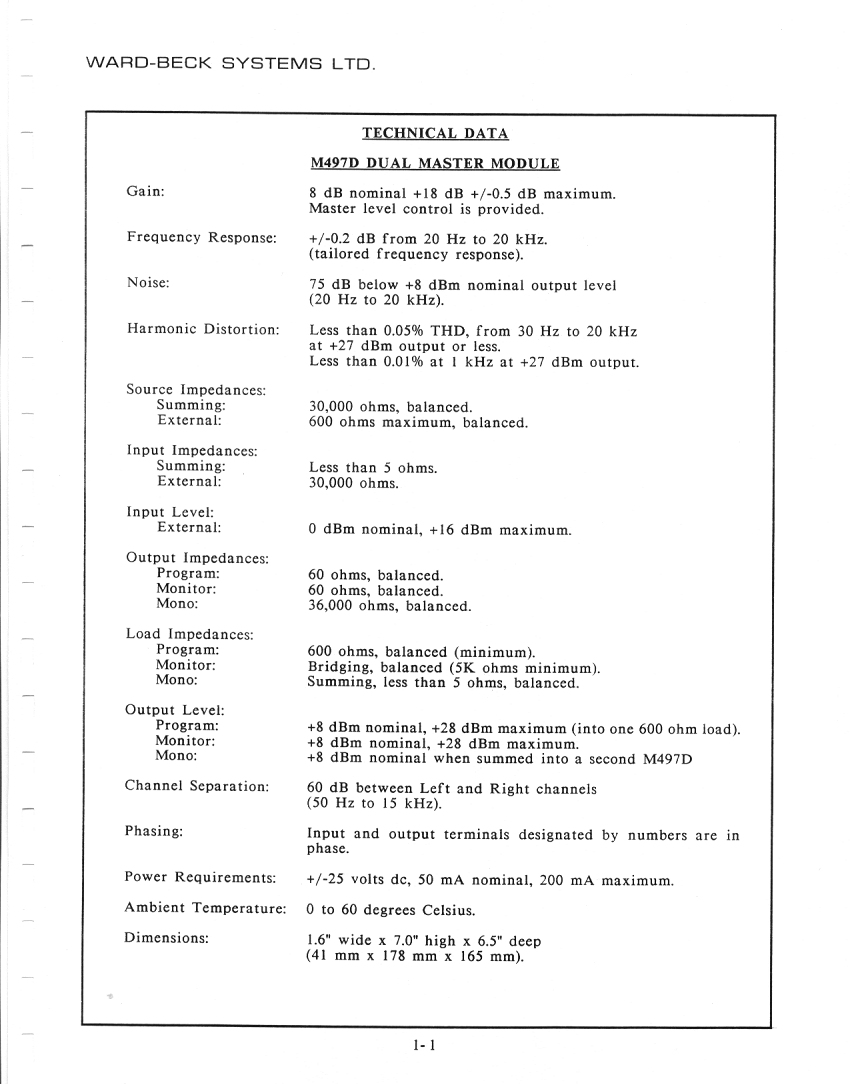 WARD-BECK SYSTEMS LTD.
TECHNICAL DATA
M497D DUAL MASTER MODULE
Gain: 8 dB nominal +18 dB +/-0.5 dB maximum.
Master level control is provided.
Frequency Response: +/-0.2 dB from 20 Hz to 20 kHz.
(tailored frequency response).
Noise: 75 dB below +8 dBm nominal output level
(20 Hz to 20 kHz).
Harmonic Distortion: Less than 0.05% THD, from 30 Hz to 20 kHz
at +27 dBm output or less.
Less than 0.01% at 1 kHz at +27 dBm output.
Source Impedances:
Summing: 30,000 ohms, balanced.
External: 600 ohms maximum, balanced.
Input Impedances:
Summing: Less than 5 ohms.
External: 30,000 ohms.
Input Level:
External: 0 dBm nominal, +16 dBm maximum.
Output Impedances:
Program: 60 ohms, balanced.
Monitor: 60 ohms, balanced.
Mono: 36,000 ohms, balanced.
Load Impedances:
Program: 600 ohms, balanced (minimum).
Monitor: Bridging, balanced (5K ohms minimum).
Mono: Summing, less than 5 ohms, balanced.
Output Level:
Program: +8 dBm nominal, +28 dBm maximum (into one 600 ohm load).
Monitor: +8 dBm nominal, +28 dBm maximum.
Mono: +8 dBm nominal when summed into a second M497D
Channel Separation: 60 dB between Left and Right channels
(50 Hz to 15 kHz).
Phasing: Input and output terminals designated by numbers are in
phase.
Power Requirements: +/-25 volts dc, 50 mA nominal, 200 mA maximum.
Ambient Temperature: 0 to 60 degrees Celsius.
Dimensions: 1.6" wide x 7.0" high x 6.5" deep
(41 mm x 178 mm x 165 mm).
1- 1